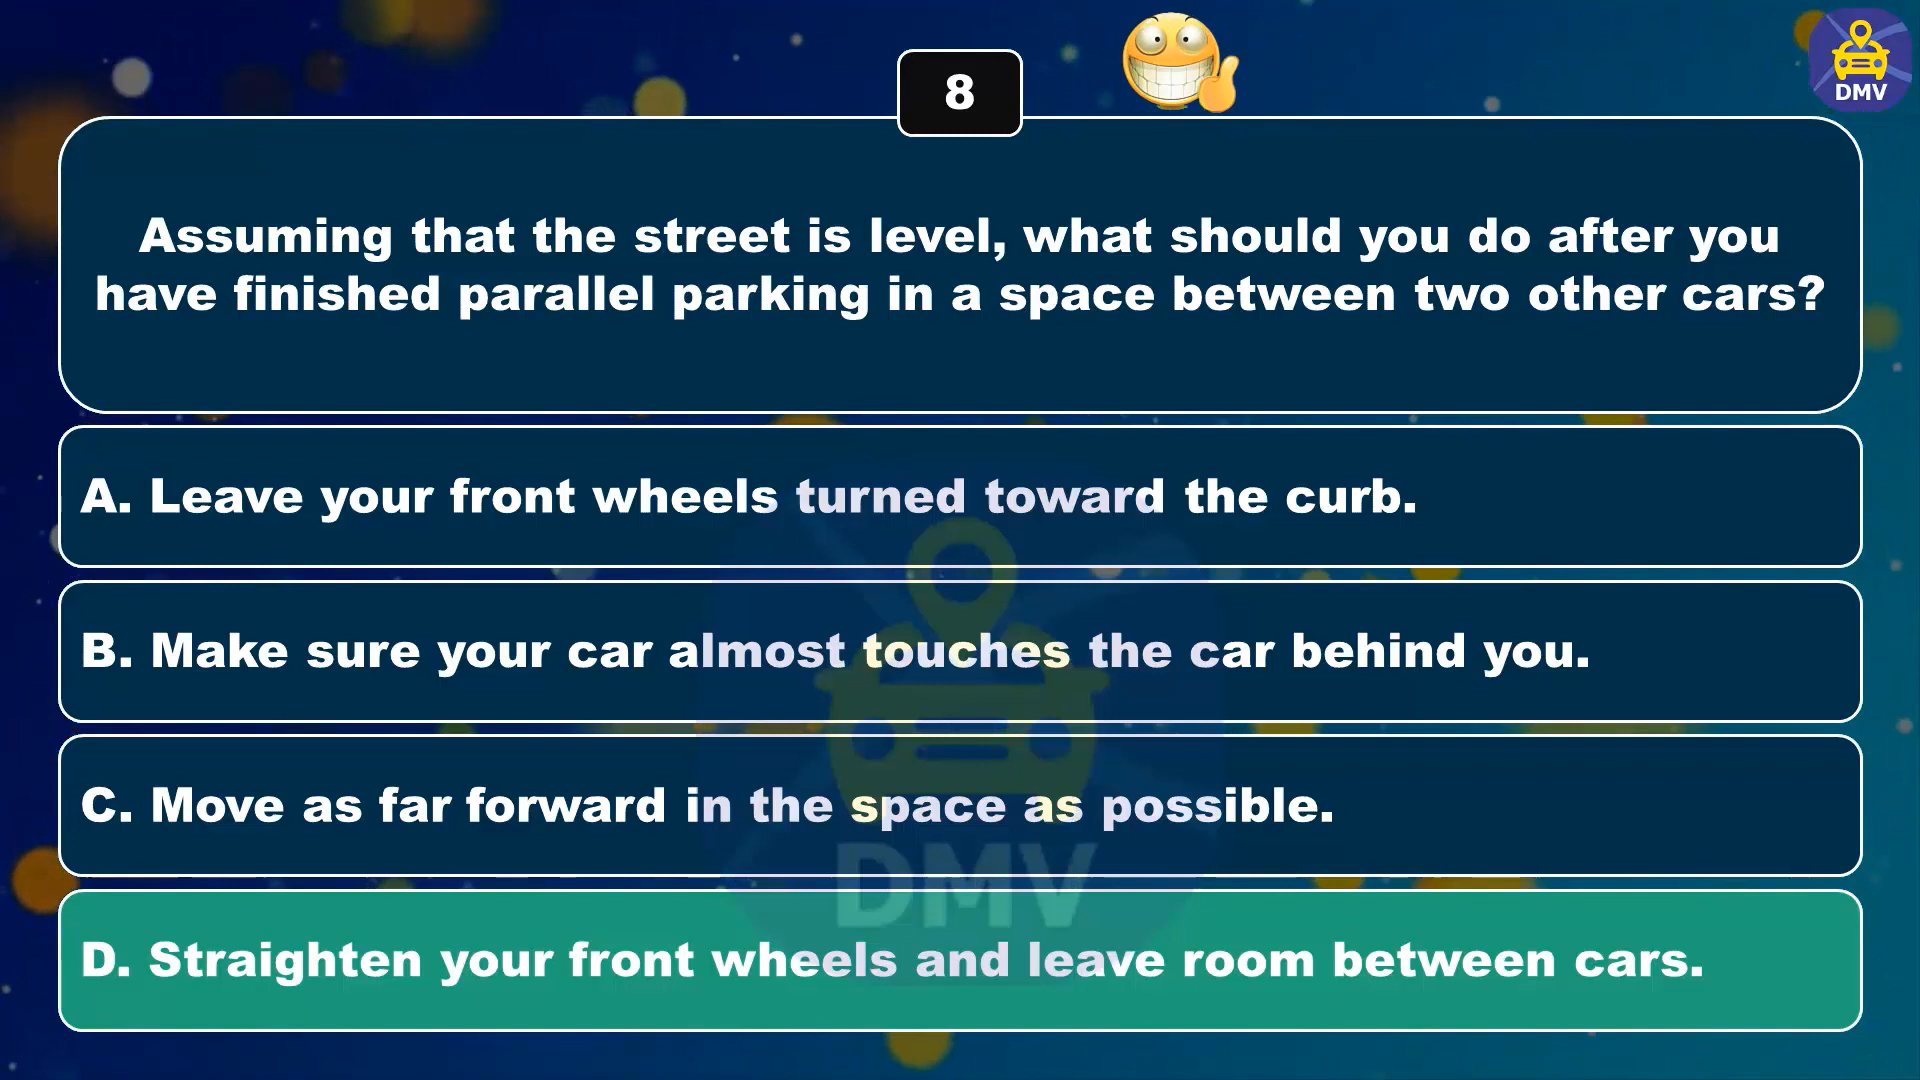 8
DMV
Assuming that the street is level, what should you do after you
have finished parallel parking in a space between two other cars?
A. Leave your front wheels turned toward the curb.
B. Make sure your car almost touches the car behind you.
C. Move as far forward in the space as possible.
DMV
D. Straighten your front wheels and leave room between cars.